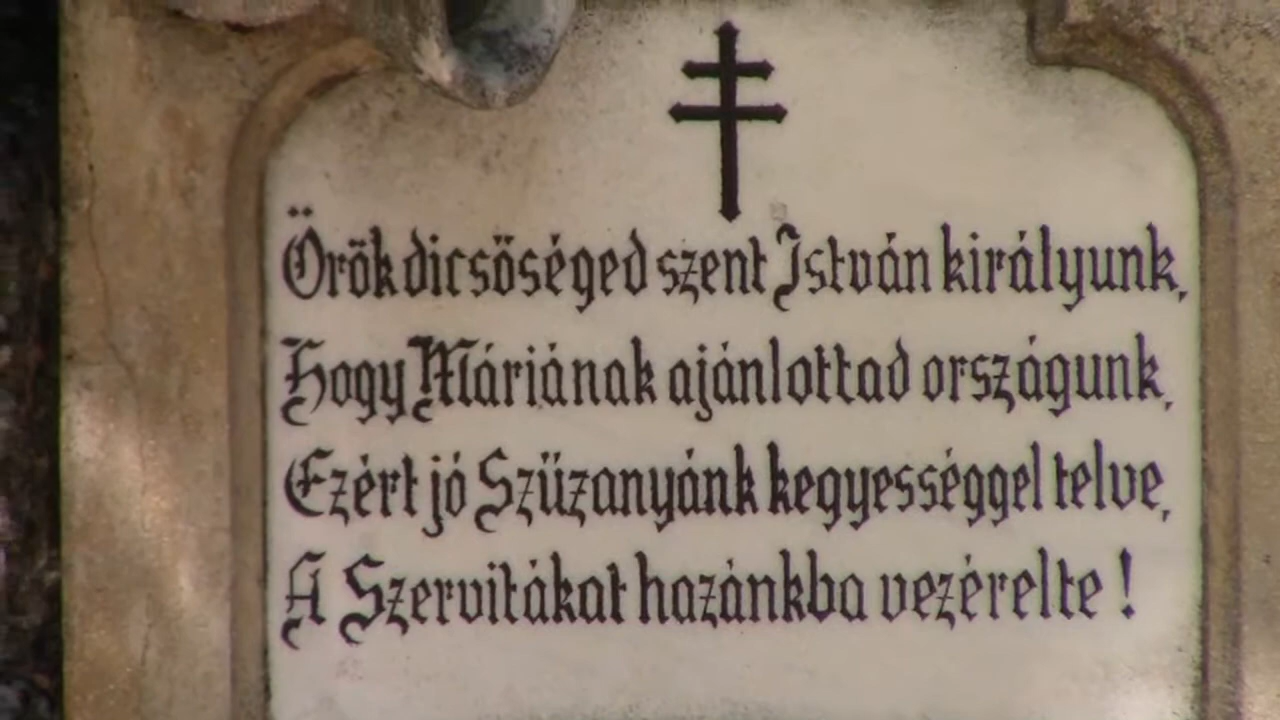 Örök dicsőséged szent István királyunk,
Hogy Máriának ajánlottad országunk,
Ezért jó Szűzanyánk kegyességgel telve,
A Szervitákat hazánkba vezérelte!